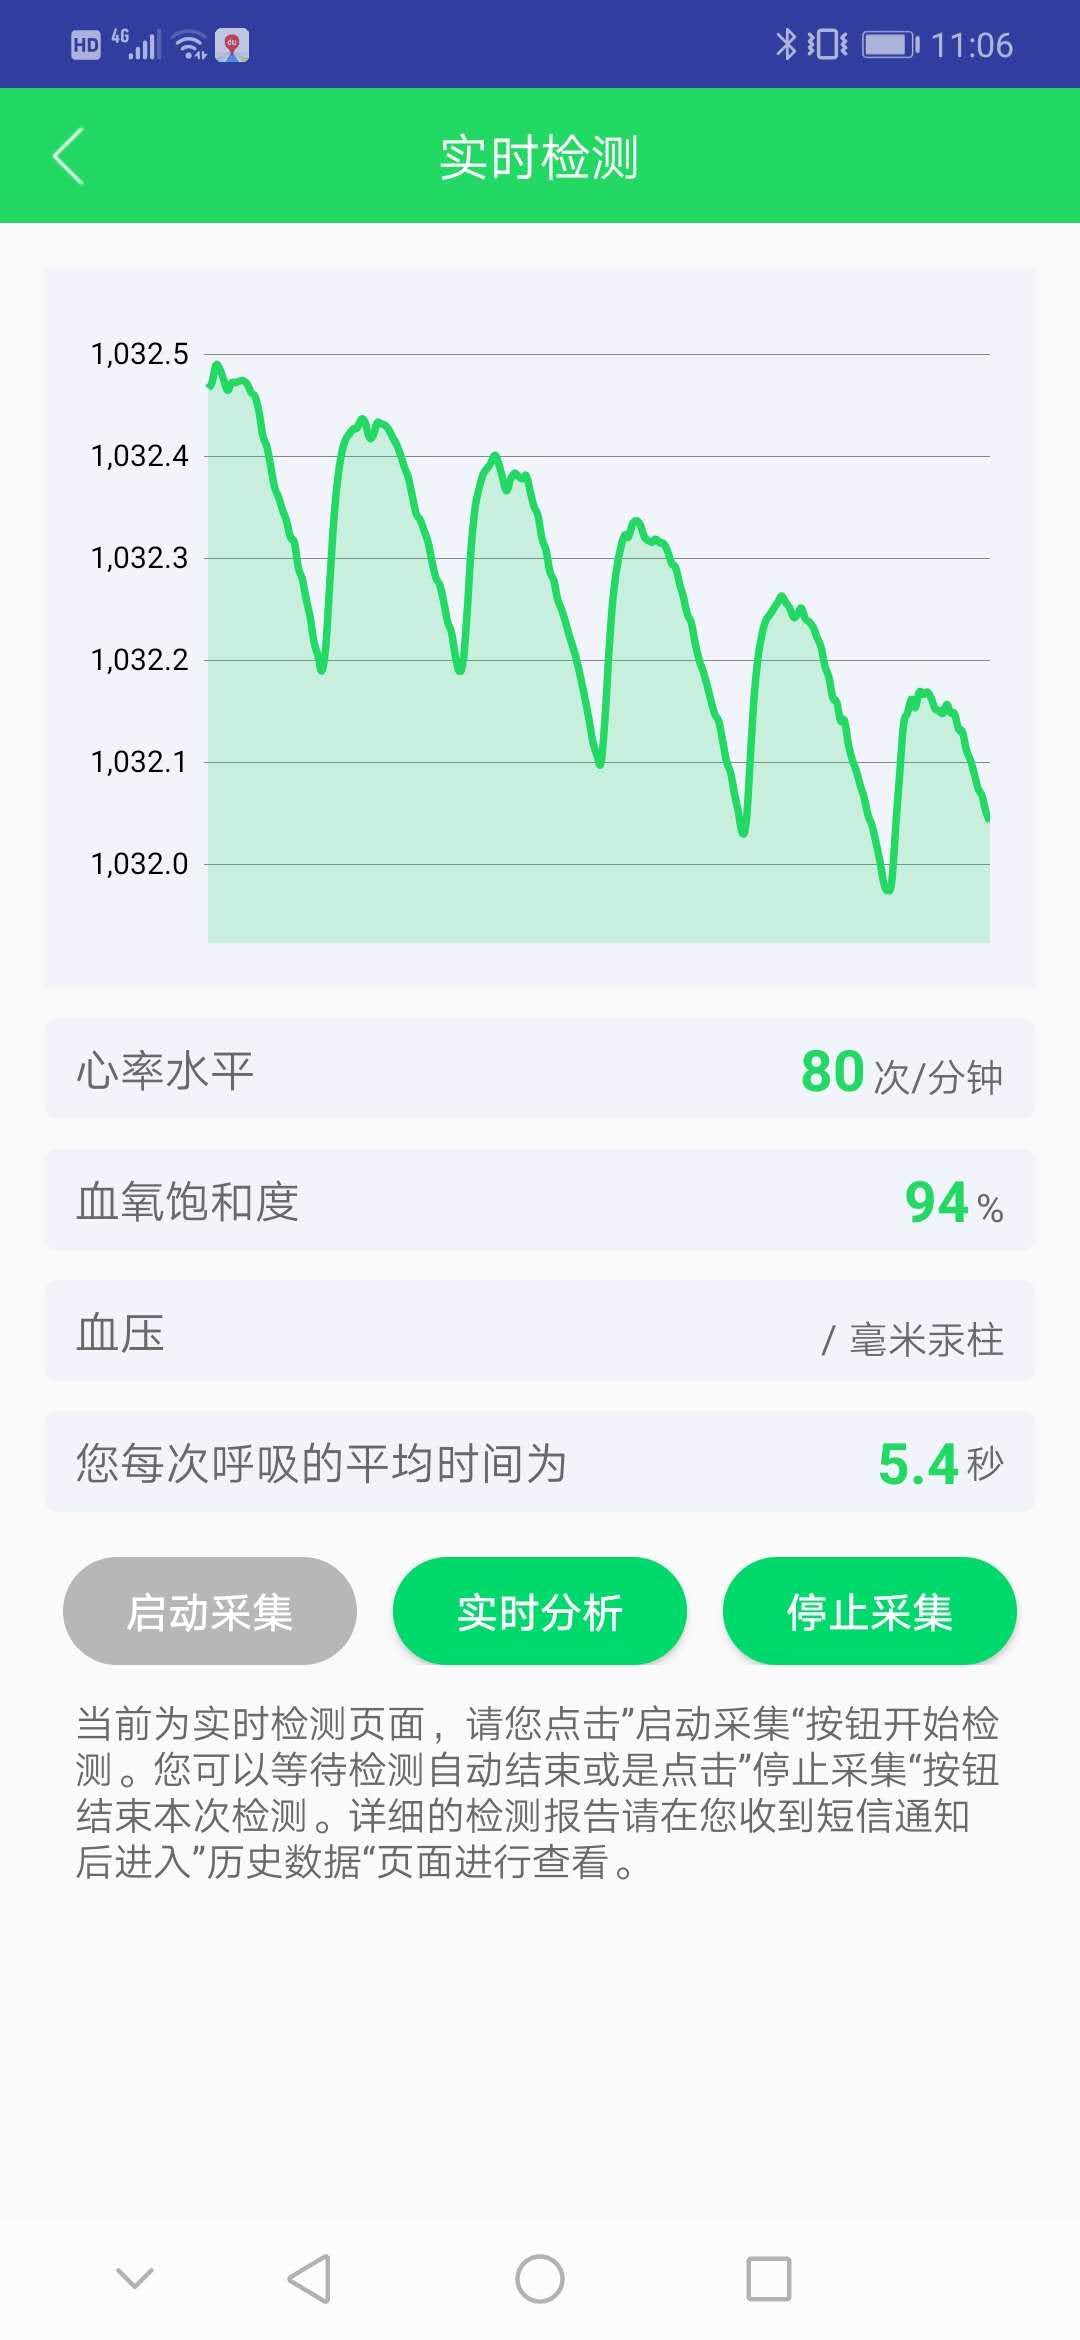 HD 4G 11:06
实时检测
1,032.5
1,032.4
1,032.3
1,032.2
1,032.1
1,032.0
心率水平 80 次/分钟
血氧饱和度 94 %
血压 / 毫米汞柱
您每次呼吸的平均时间为 5.4 秒
启动采集 实时分析 停止采集
当前为实时检测页面，请您点击”启动采集“按钮开始检
测。您可以等待检测自动结束或是点击”停止采集“按钮
结束本次检测。详细的检测报告请在您收到短信通知
后进入”历史数据“页面进行查看。